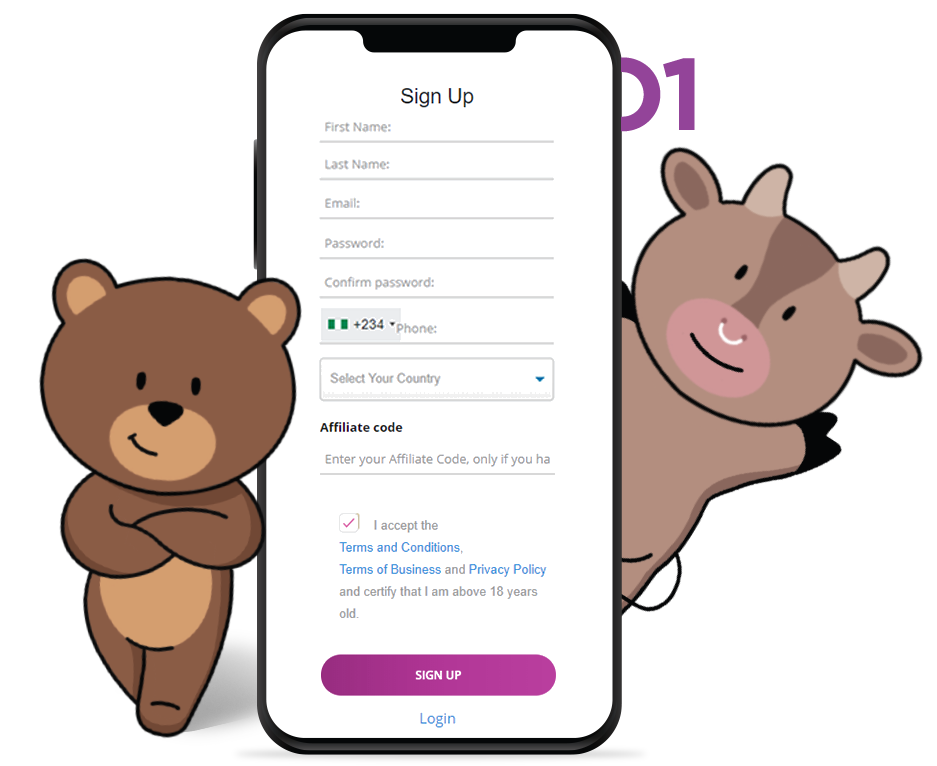 01
Sign Up
First Name:
Last Name:
Email:
Password:
Confirm password:
+234 Phone:
Select Your Country
Affiliate code
Enter your Affiliate Code, only if you ha
I accept the
Terms and Conditions,
Terms of Business and Privacy Policy
and certify that I am above 18 years
old.
SIGN UP
Login